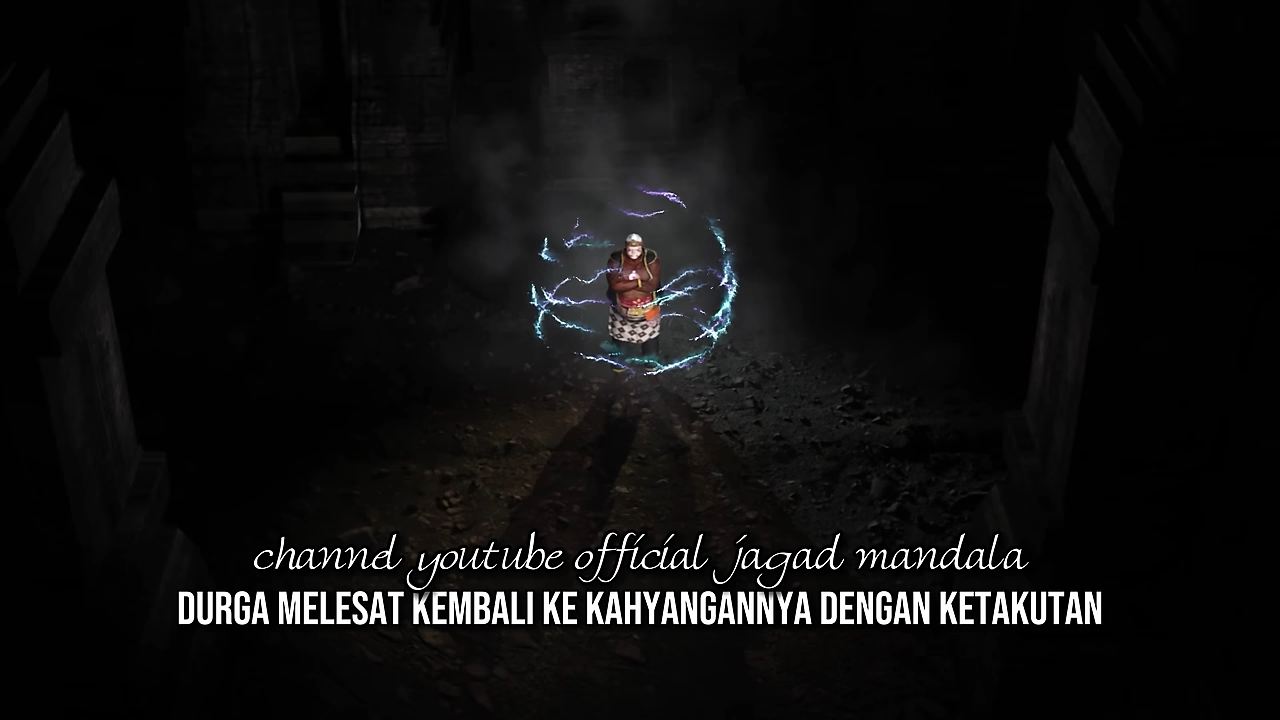 channel youtube official jagad mandala
DURGA MELESAT KEMBALI KE KAHYANGANNYA DENGAN KETAKUTAN